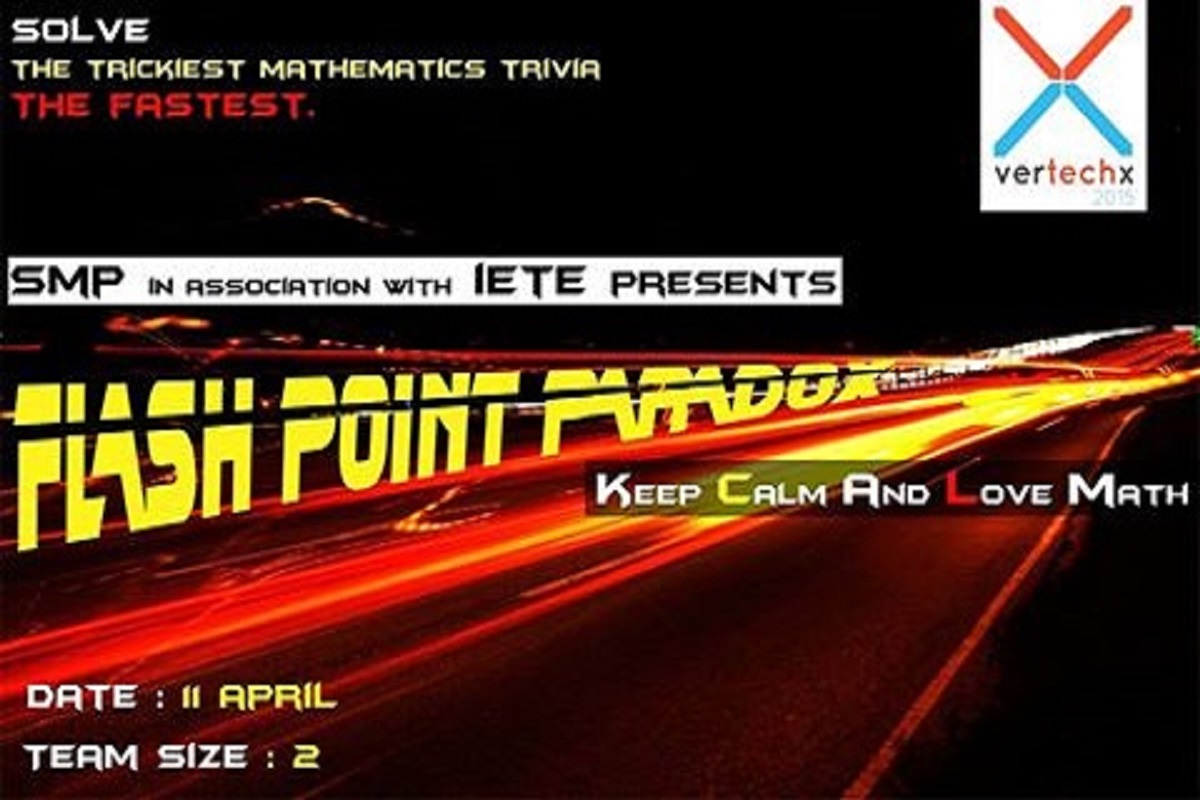 SOLVE
THE TRICKIEST MATHEMATICS TRIVIA
THE FASTEST.
vertechx
2015
SMP IN ASSOCIATION WITH IETE PRESENTS
FLASH POINT PARADOX
KEEP CALM AND LOVE MATH
DATE : 11 APRIL
TEAM SIZE : 2